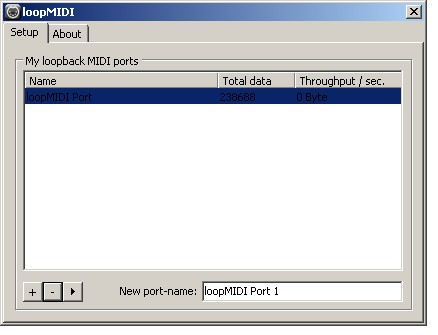 loopMIDI
Setup About
My loopback MIDI ports
Name Total data Throughput / sec.
loopMIDI Port 238688 0 Byte
+ - New port-name: loopMIDI Port 1